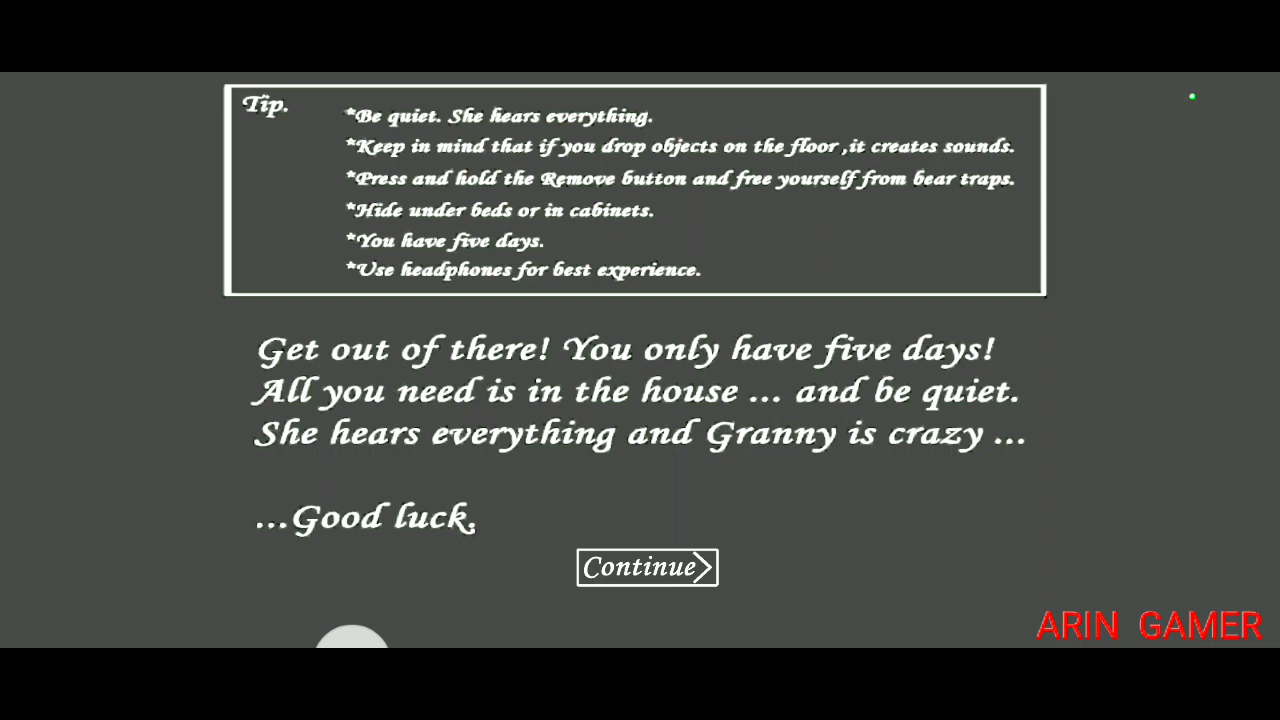 Tip.
*Be quiet. She hears everything.
*Keep in mind that if you drop objects on the floor ,it creates sounds.
*Press and hold the Remove button and free yourself from bear traps.
*Hide under beds or in cabinets.
*You have five days.
*Use headphones for best experience.
Get out of there! You only have five days!
All you need is in the house ... and be quiet.
She hears everything and Granny is crazy ...
...Good luck.
Continue
ARIN GAMER